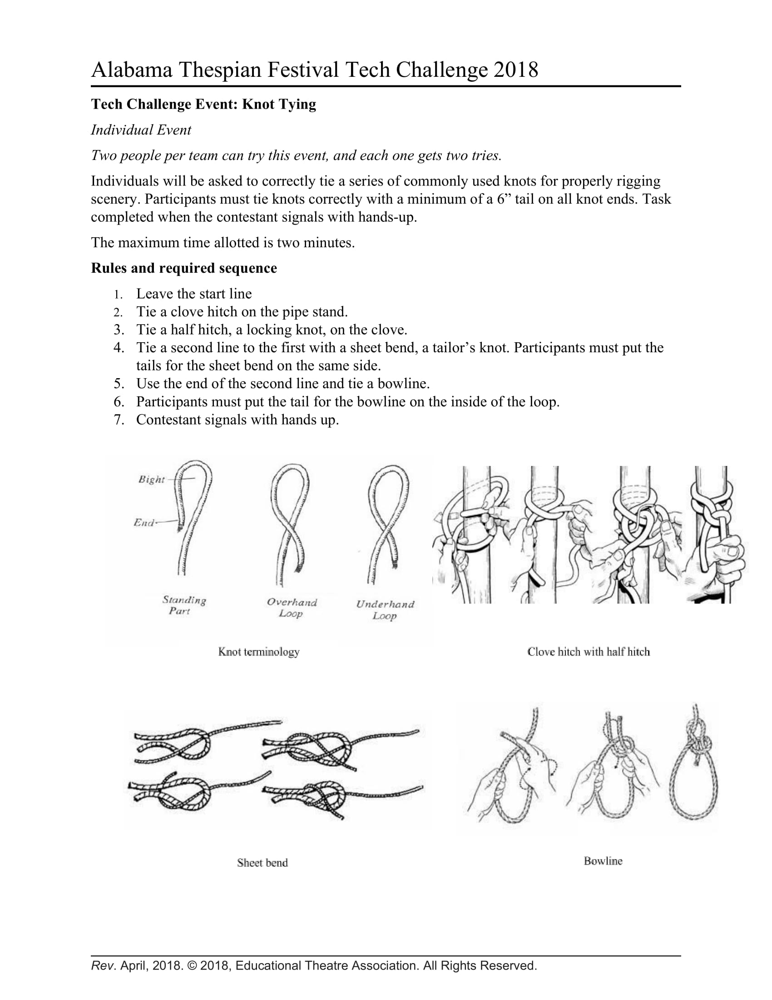 Alabama Thespian Festival Tech Challenge 2018
Tech Challenge Event: Knot Tying
Individual Event
Two people per team can try this event, and each one gets two tries.
Individuals will be asked to correctly tie a series of commonly used knots for properly rigging
scenery. Participants must tie knots correctly with a minimum of a 6” tail on all knot ends. Task
completed when the contestant signals with hands-up.
The maximum time allotted is two minutes.
Rules and required sequence
1. Leave the start line
2. Tie a clove hitch on the pipe stand.
3. Tie a half hitch, a locking knot, on the clove.
4. Tie a second line to the first with a sheet bend, a tailor’s knot. Participants must put the
tails for the sheet bend on the same side.
5. Use the end of the second line and tie a bowline.
6. Participants must put the tail for the bowline on the inside of the loop.
7. Contestant signals with hands up.
Bight
End
Standing
Part
Overhand
Loop
Underhand
Loop
Knot terminology
Clove hitch with half hitch
Sheet bend
Bowline
Rev. April, 2018. © 2018, Educational Theatre Association. All Rights Reserved.